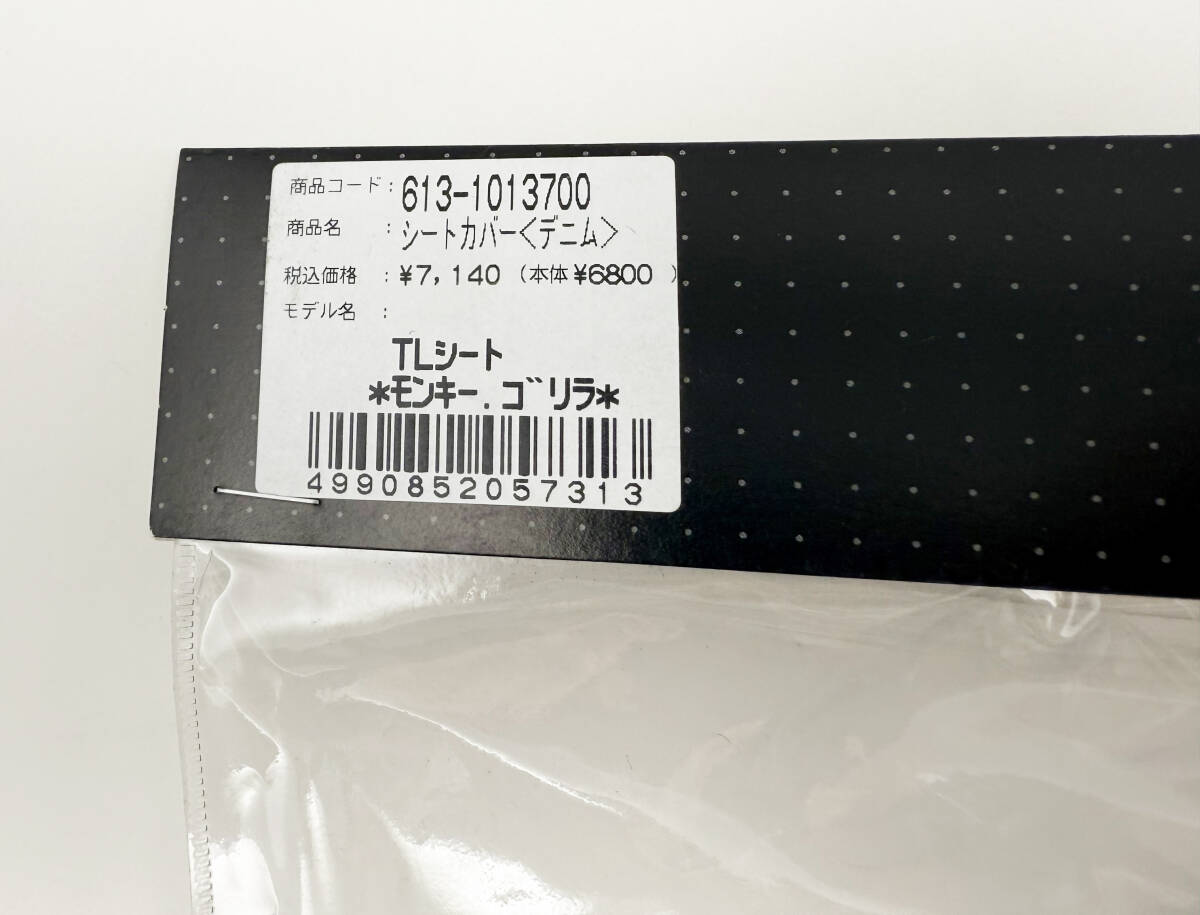 商品コード：613-1013700
商品名 ：シートカバー＜デニム＞
税込価格 ：¥7,140 （本体¥6800 ）
モデル名 ：
TLシート
*モンキー.ゴリラ*
4990852057313